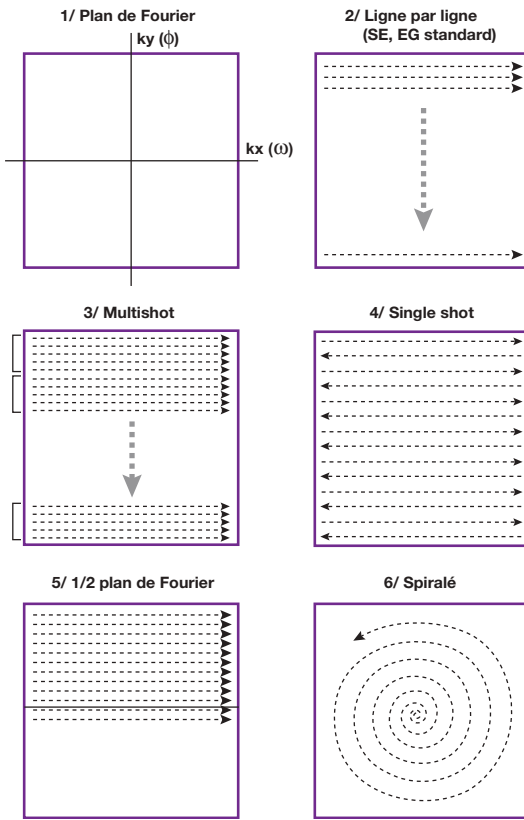 1/ Plan de Fourier
ky (ϕ)
kx (ω)
2/ Ligne par ligne
(SE, EG standard)
3/ Multishot
4/ Single shot
5/ 1/2 plan de Fourier
6/ Spiralé